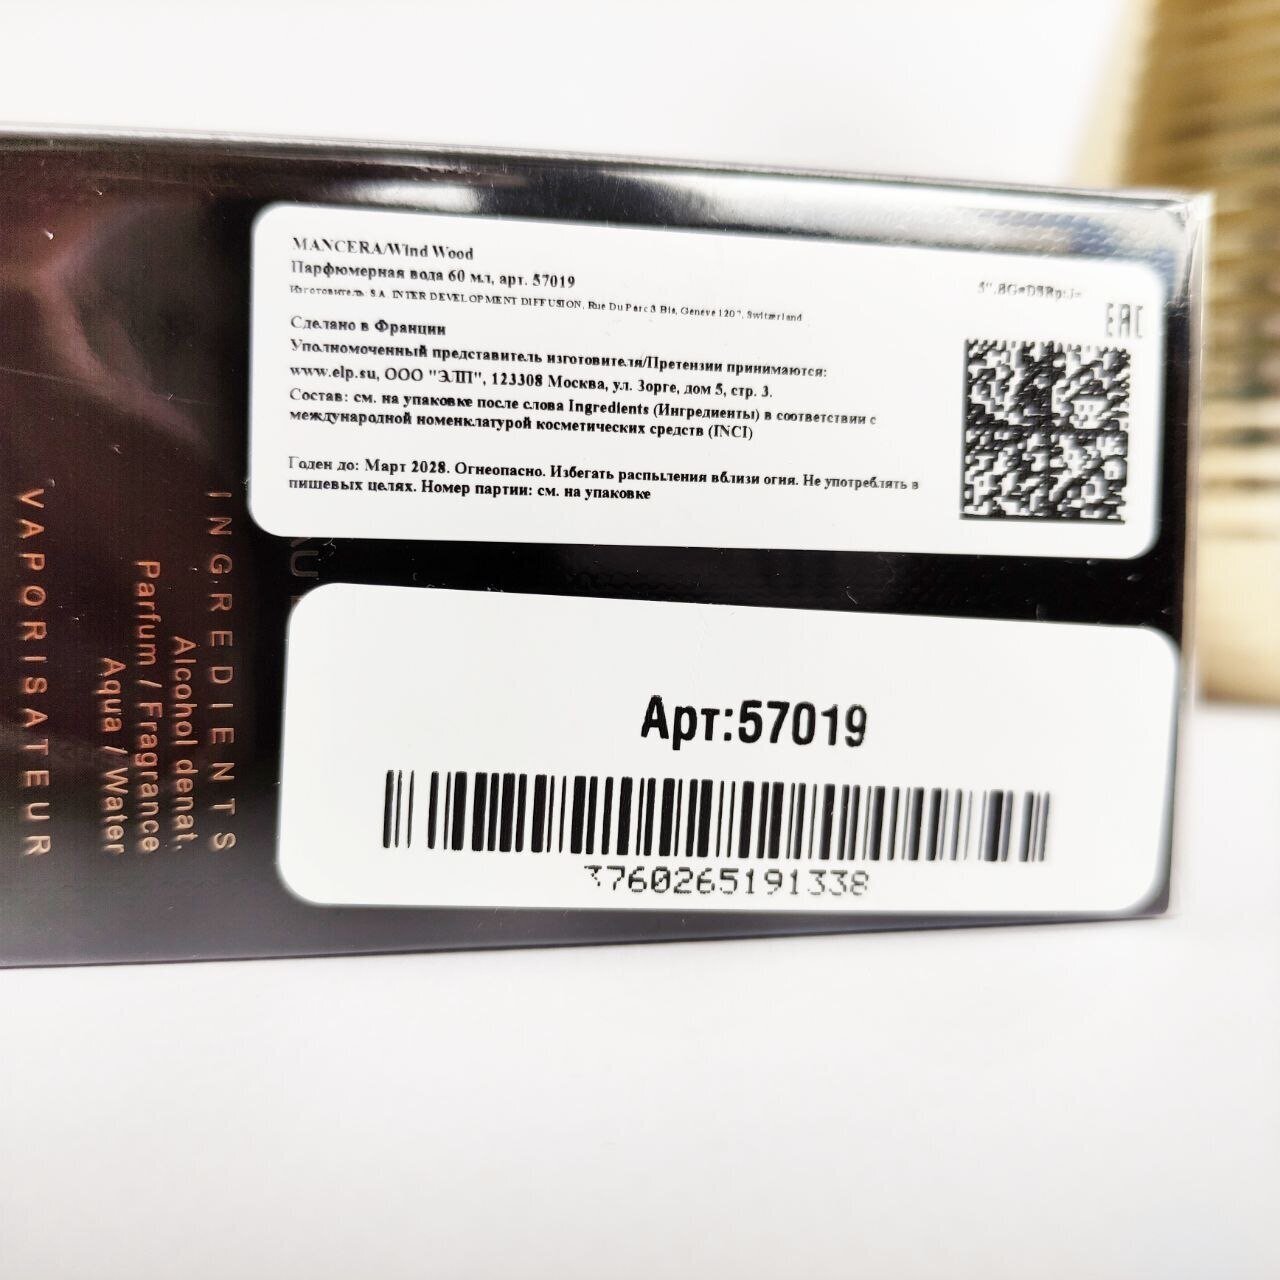 MANCERA/Wind Wood
Парфюмерная вода 60 мл, арт. 57019
Изготовитель: S.A. INTER DEVELOPMENT DIFFUSION, Rue Du Parc 3 Bis, Geneve 1207, Switzerland
Сделано в Франции
Уполномоченный представитель изготовителя/Претензии принимаются:
www.elp.su, ООО "ЭЛП", 123308 Москва, ул. Зорге, дом 5, стр. 3.
Состав: см. на упаковке после слова Ingredients (Ингредиенты) в соответствии с
международной номенклатурой косметических средств (INCI)
Годен до: Март 2028. Огнеопасно. Избегать распыления вблизи огня. Не употреблять в
пищевых целях. Номер партии: см. на упаковке
EAC
Арт:57019
3760265191338
INGREDIENTS
Alcohol denat,
Parfum / Fragrance
Aqua / Water
VAPORISATEUR